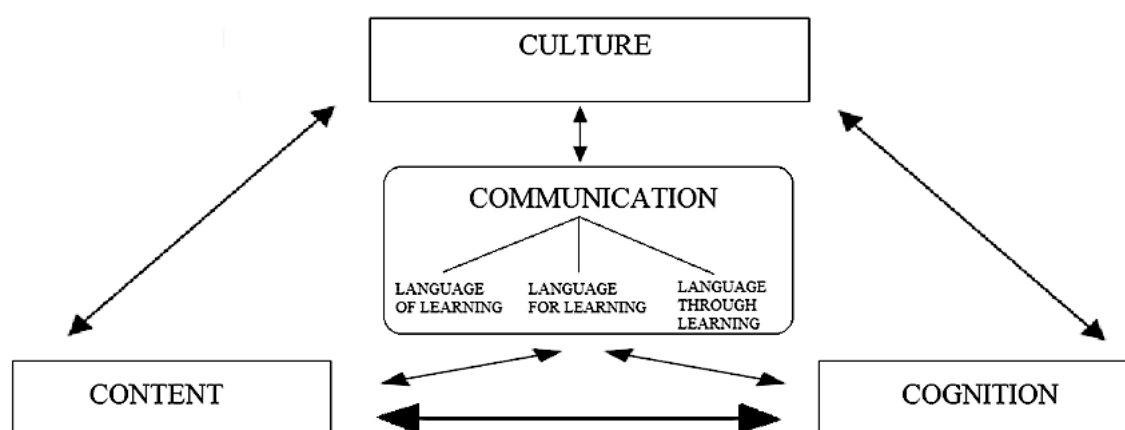 CULTURE
COMMUNICATION
LANGUAGE
OF LEARNING
LANGUAGE
FOR LEARNING
LANGUAGE
THROUGH
LEARNING
CONTENT
COGNITION